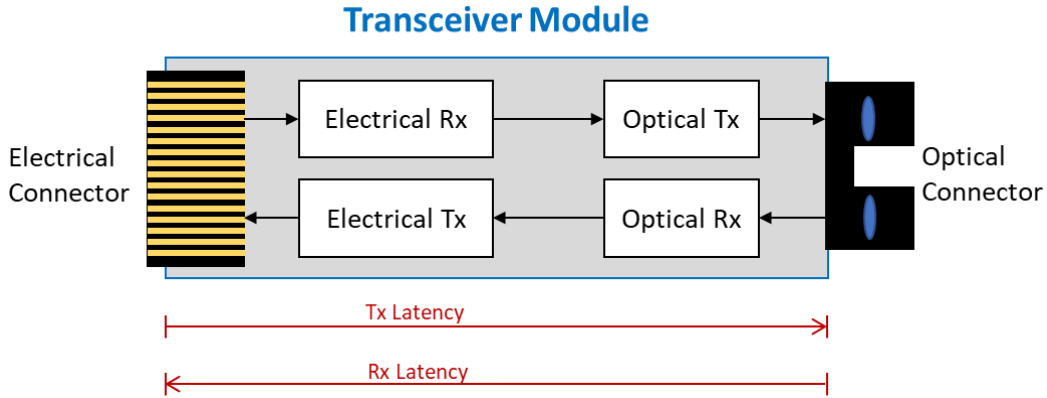 Transceiver Module
Electrical Rx
Optical Tx
Electrical
Connector
Optical
Connector
Electrical Tx
Optical Rx
Tx Latency
Rx Latency